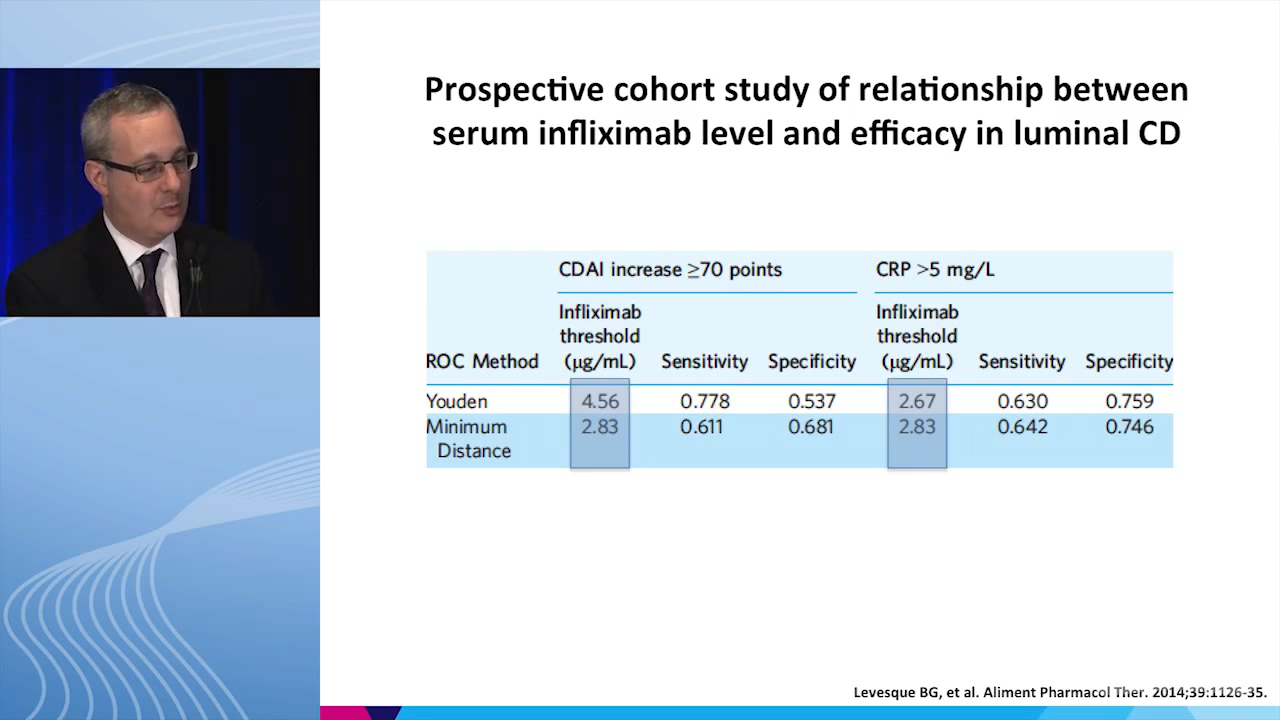 Prospective cohort study of relationship between
serum infliximab level and efficacy in luminal CD
CDAI increase ≥70 points CRP >5 mg/L
Infliximab Infliximab
threshold threshold
ROC Method (µg/mL) Sensitivity Specificity (µg/mL) Sensitivity Specificity
Youden 4.56 0.778 0.537 2.67 0.630 0.759
Minimum 2.83 0.611 0.681 2.83 0.642 0.746
Distance
Levesque BG, et al. Aliment Pharmacol Ther. 2014;39:1126-35.